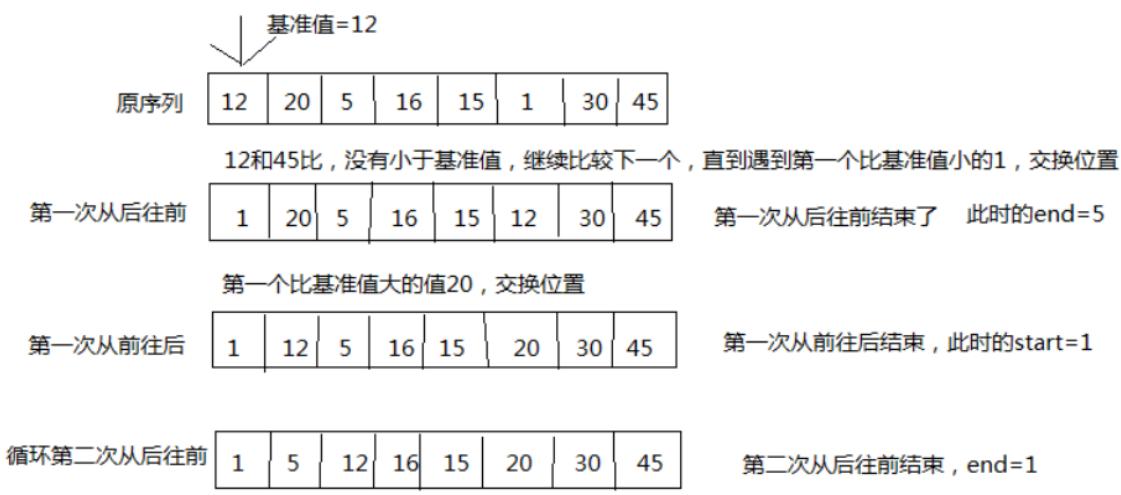 基准值=12
原序列 12 20 5 16 15 1 30 45
12和45比，没有小于基准值，继续比较下一个，直到遇到第一个比基准值小的1，交换位置
第一次从后往前 1 20 5 16 15 12 30 45 第一次从后往前结束了 此时的end=5
第一个比基准值大的值20，交换位置
第一次从前往后 1 12 5 16 15 20 30 45 第一次从前往后结束，此时的start=1
循环第二次从后往前 1 5 12 16 15 20 30 45 第二次从后往前结束，end=1